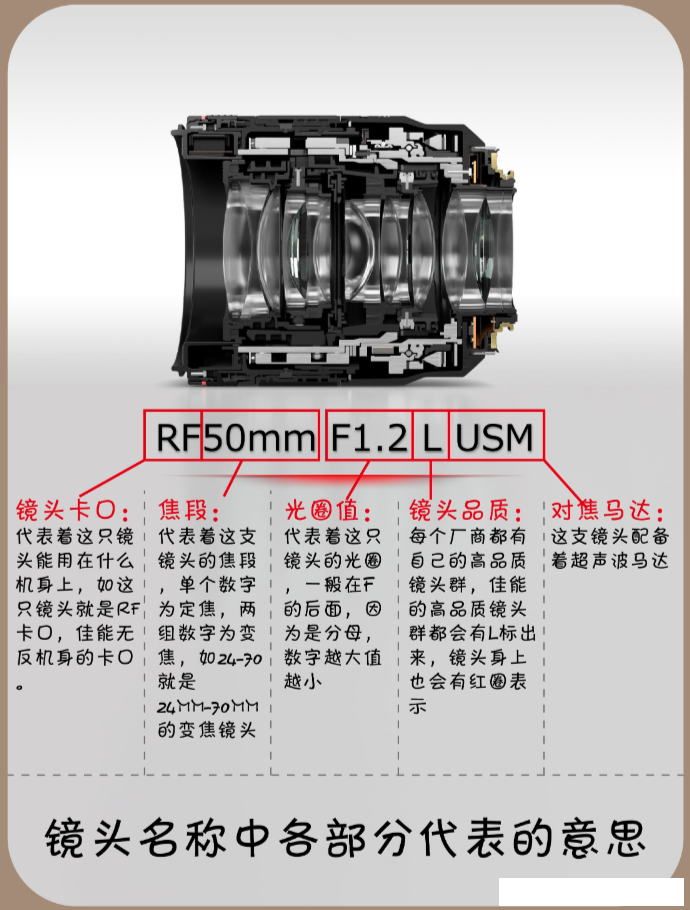 RF50mm F1.2 L USM
镜头卡口：
代表着这只镜
头能用在什么
机身上，如这
只镜头就是RF
卡口，佳能无
反机身的卡口
。
焦段：
代表着这支
镜头的焦段
，单个数字
为定焦，两
组数字为变
焦，如24-70
就是
24MM-70MM
的变焦镜头
光圈值：
代表着这只
镜头的光圈
，一般在F
的后面，因
为是分母，
数字越大值
越小
镜头品质：
每个厂商都有
自己的高品质
镜头群，佳能
的高品质镜头
群都会有L标出
来，镜头身上
也会有红圈表
示
对焦马达：
这支镜头配备
着超声波马达
镜头名称中各部分代表的意思